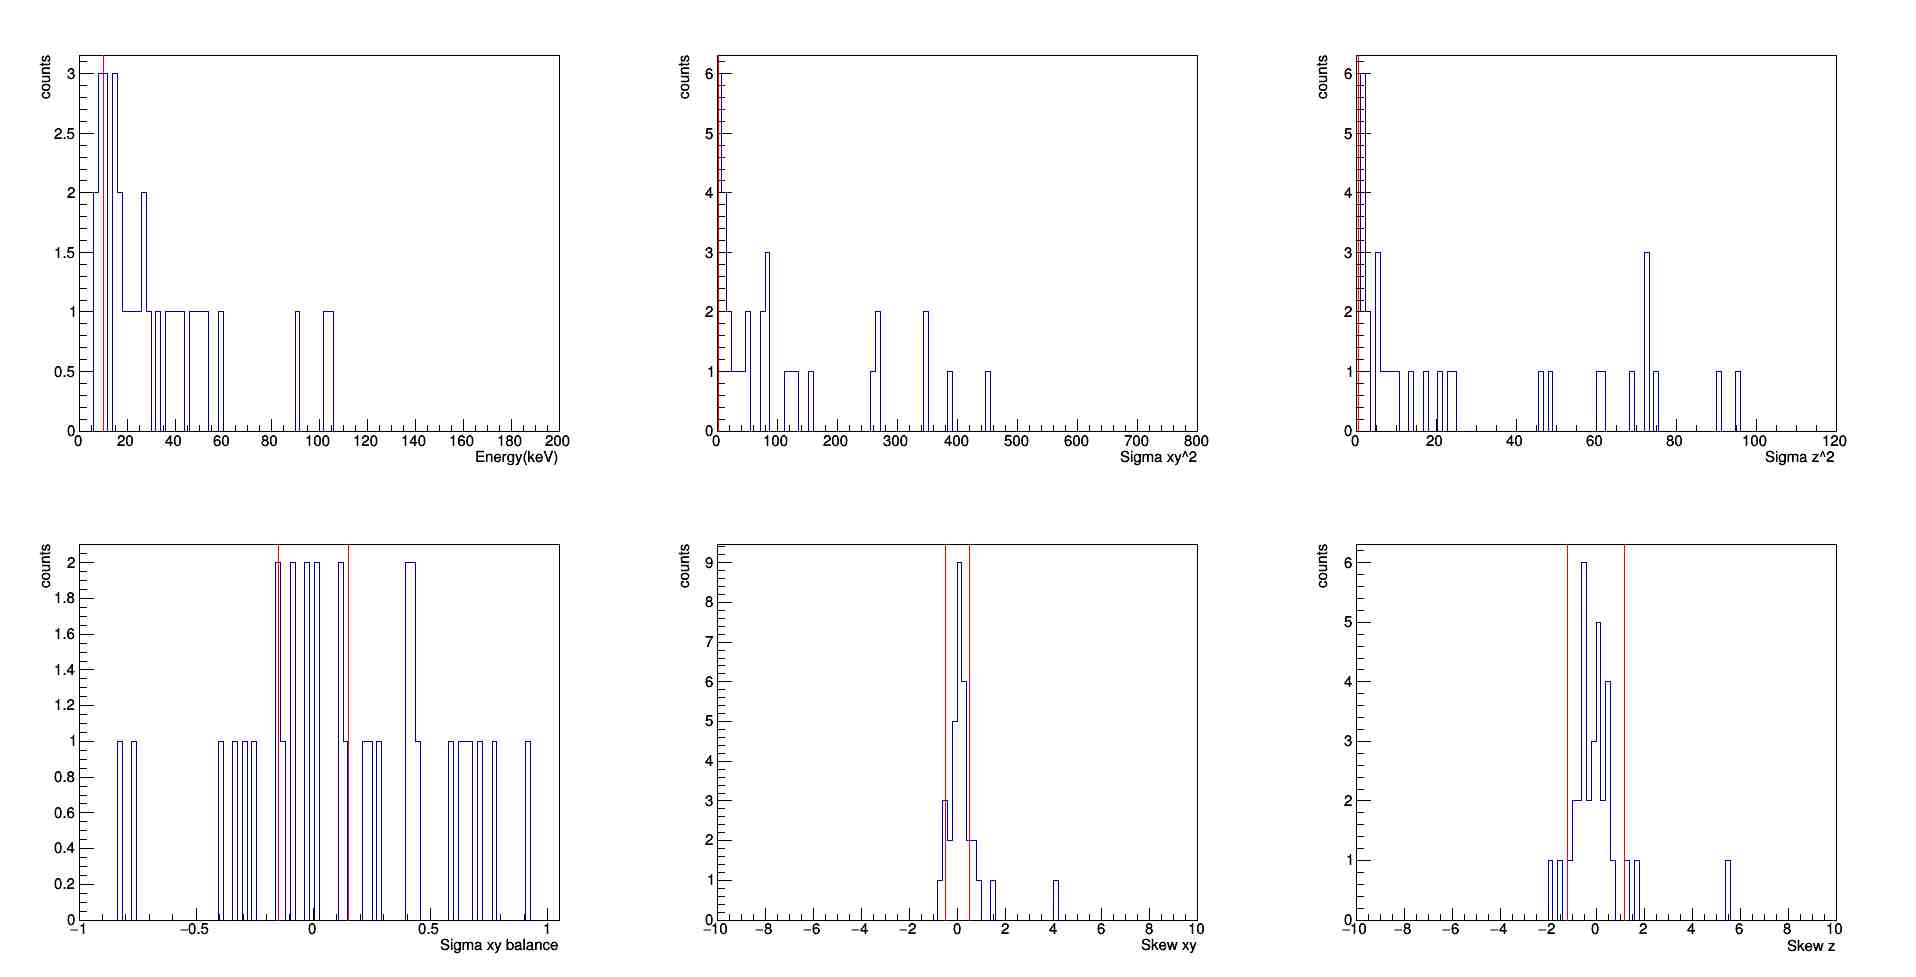 counts
3
2.5
2
1.5
1
0.5
0
0 20 40 60 80 100 120 140 160 180 200
Energy(keV)
counts
6
5
4
3
2
1
0
0 100 200 300 400 500 600 700 800
Sigma xy^2
counts
6
5
4
3
2
1
0
0 20 40 60 80 100 120
Sigma z^2
counts
2
1.8
1.6
1.4
1.2
1
0.8
0.6
0.4
0.2
0
−1 −0.5 0 0.5 1
Sigma xy balance
counts
9
8
7
6
5
4
3
2
1
0
−10 −8 −6 −4 −2 0 2 4 6 8 10
Skew xy
counts
6
5
4
3
2
1
0
−10 −8 −6 −4 −2 0 2 4 6 8 10
Skew z